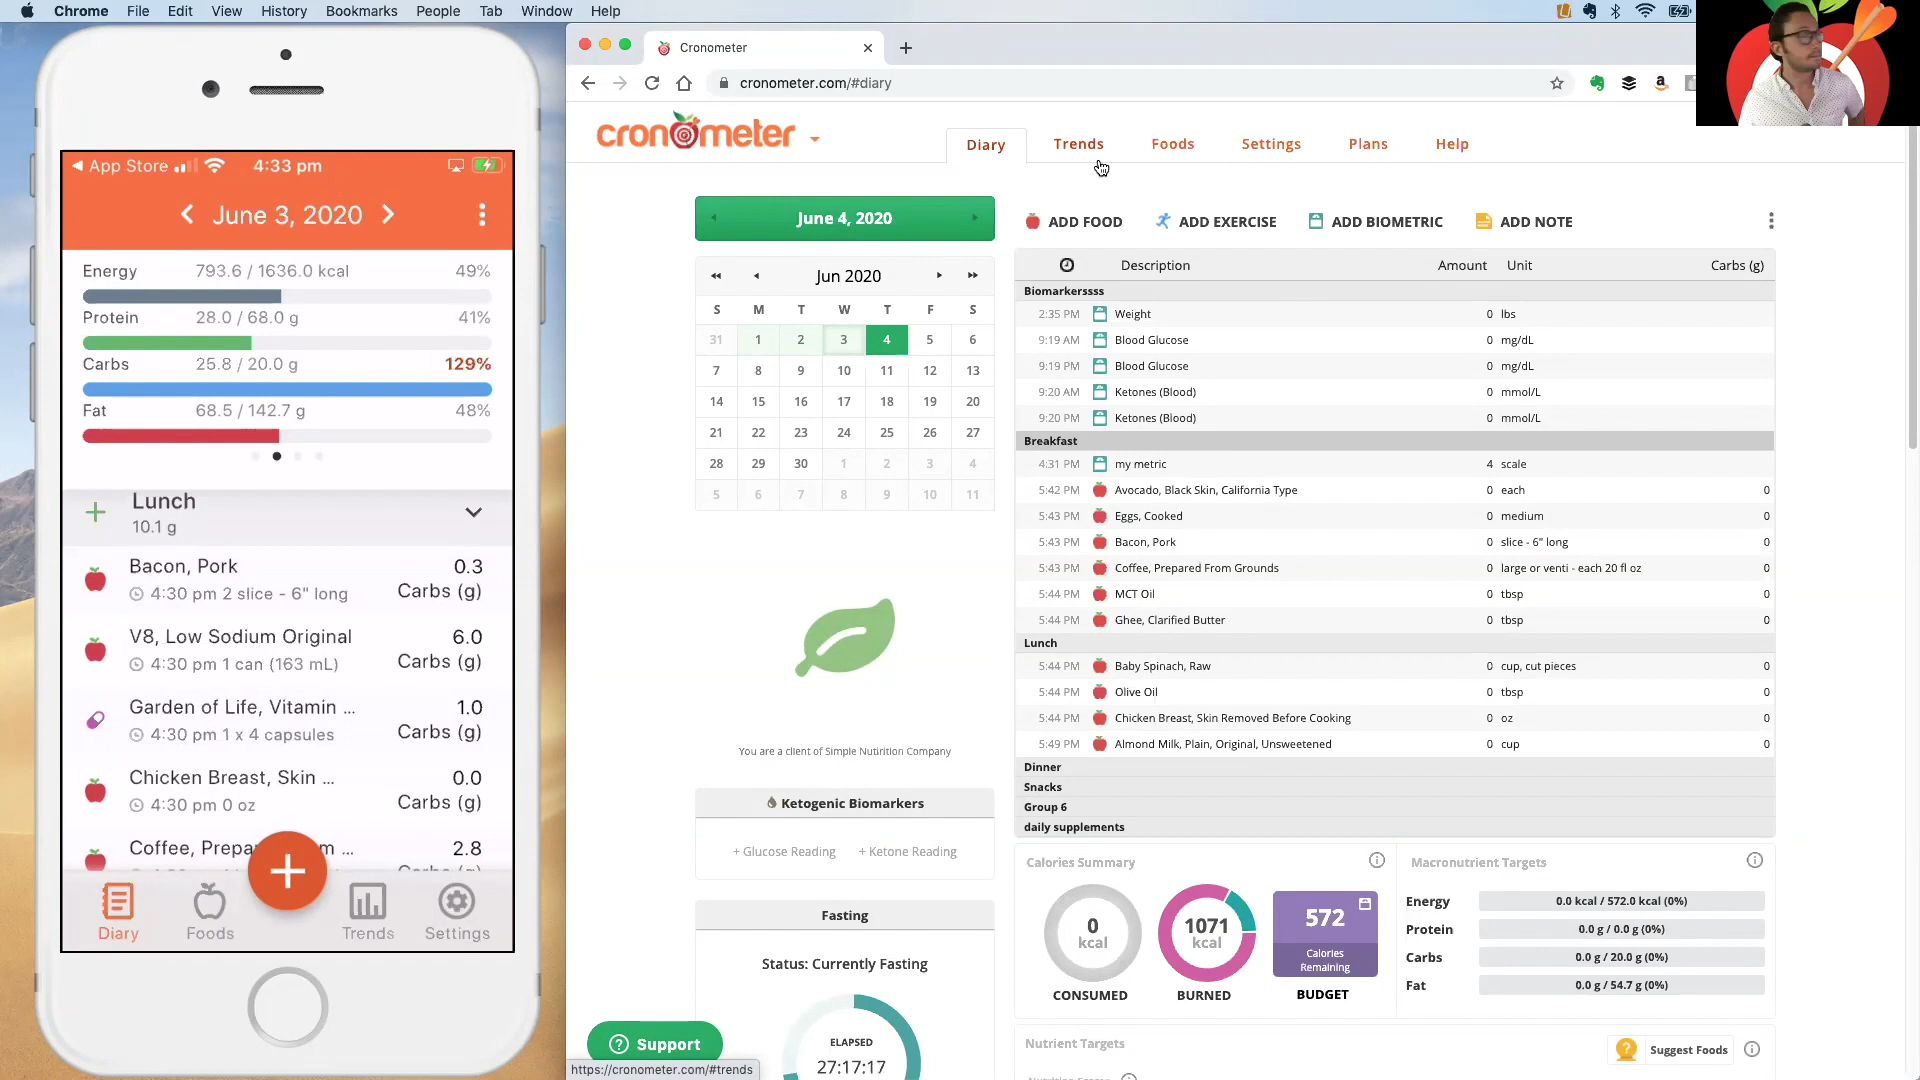 Chrome File Edit View History Bookmarks People Tab Window Help
App Store 4:33 pm
June 3, 2020
Energy 793.6 / 1636.0 kcal 49%
Protein 28.0 / 68.0 g 41%
Carbs 25.8 / 20.0 g 129%
Fat 68.5 / 142.7 g 48%
Lunch
10.1 g
Bacon, Pork 0.3
4:30 pm 2 slice - 6" long Carbs (g)
V8, Low Sodium Original 6.0
4:30 pm 1 can (163 mL) Carbs (g)
Garden of Life, Vitamin ... 1.0
4:30 pm 1 x 4 capsules Carbs (g)
Chicken Breast, Skin ... 0.0
4:30 pm 0 oz Carbs (g)
Coffee, Prepa m ... 2.8
Diary Foods Trends Settings
Cronometer
cronometer.com/#diary
cronometer
Diary Trends Foods Settings Plans Help
June 4, 2020
Jun 2020
S M T W T F S
31 1 2 3 4 5 6
7 8 9 10 11 12 13
14 15 16 17 18 19 20
21 22 23 24 25 26 27
28 29 30 1 2 3 4
5 6 7 8 9 10 11
You are a client of Simple Nutirition Company
Ketogenic Biomarkers
+ Glucose Reading + Ketone Reading
Fasting
Status: Currently Fasting
ELAPSED
27:17:17
Support
https://cronometer.com/#trends
ADD FOOD ADD EXERCISE ADD BIOMETRIC ADD NOTE
Description Amount Unit Carbs (g)
Biomarkerssss
2:35 PM Weight 0 lbs
9:19 AM Blood Glucose 0 mg/dL
9:19 PM Blood Glucose 0 mg/dL
9:20 AM Ketones (Blood) 0 mmol/L
9:20 PM Ketones (Blood) 0 mmol/L
Breakfast
4:31 PM my metric 4 scale
5:42 PM Avocado, Black Skin, California Type 0 each 0
5:43 PM Eggs, Cooked 0 medium 0
5:43 PM Bacon, Pork 0 slice - 6" long 0
5:43 PM Coffee, Prepared From Grounds 0 large or venti - each 20 fl oz 0
5:44 PM MCT Oil 0 tbsp 0
5:44 PM Ghee, Clarified Butter 0 tbsp 0
Lunch
5:44 PM Baby Spinach, Raw 0 cup, cut pieces 0
5:44 PM Olive Oil 0 tbsp 0
5:44 PM Chicken Breast, Skin Removed Before Cooking 0 oz 0
5:49 PM Almond Milk, Plain, Original, Unsweetened 0 cup 0
Dinner
Snacks
Group 6
daily supplements
Calories Summary
0
kcal
CONSUMED
1071
kcal
BURNED
572
Calories
Remaining
BUDGET
Macronutrient Targets
Energy 0.0 kcal / 572.0 kcal (0%)
Protein 0.0 g / 0.0 g (0%)
Carbs 0.0 g / 20.0 g (0%)
Fat 0.0 g / 54.7 g (0%)
Nutrient Targets
Suggest Foods